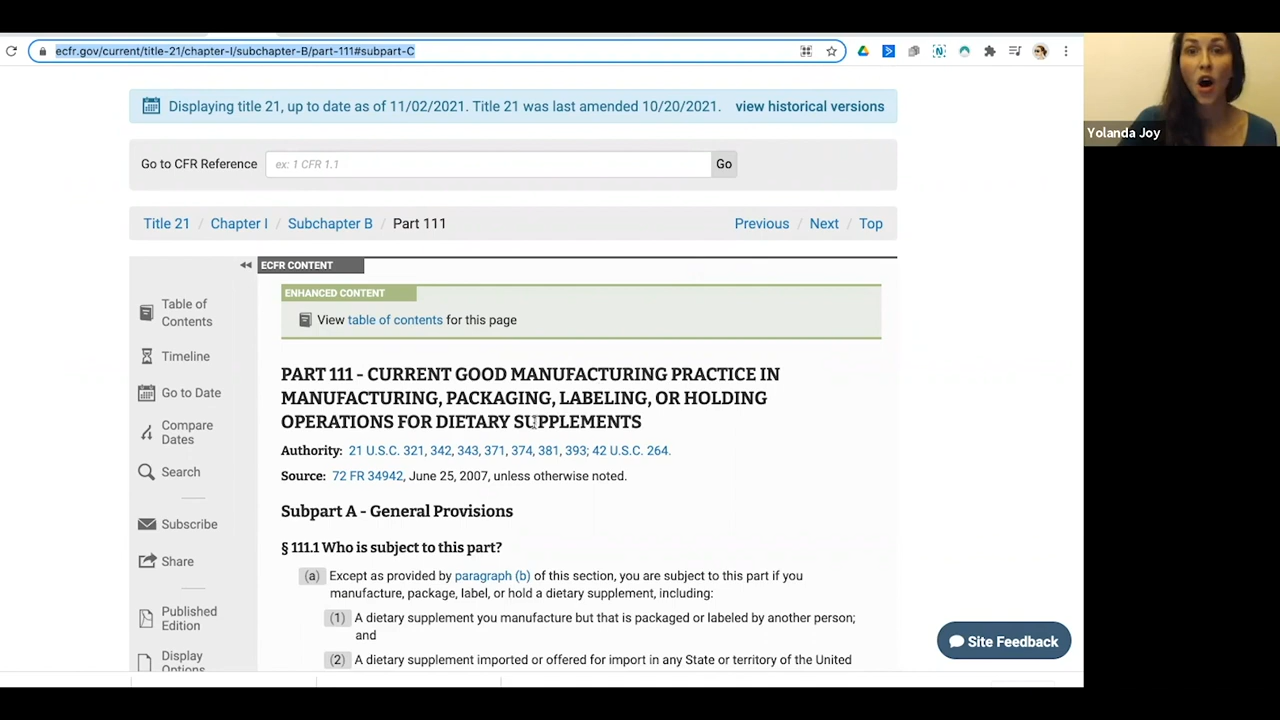 ecfr.gov/current/title-21/chapter-I/subchapter-B/part-111#subpart-C
Yolanda Joy
Displaying title 21, up to date as of 11/02/2021. Title 21 was last amended 10/20/2021. view historical versions
Go to CFR Reference ex: 1 CFR 1.1 Go
Title 21 / Chapter I / Subchapter B / Part 111 Previous / Next / Top
ECFR CONTENT
ENHANCED CONTENT
View table of contents for this page
Table of
Contents
Timeline
Go to Date
Compare
Dates
Search
Subscribe
Share
Published
Edition
Display
Options
PART 111 - CURRENT GOOD MANUFACTURING PRACTICE IN
MANUFACTURING, PACKAGING, LABELING, OR HOLDING
OPERATIONS FOR DIETARY SUPPLEMENTS
Authority: 21 U.S.C. 321, 342, 343, 371, 374, 381, 393; 42 U.S.C. 264.
Source: 72 FR 34942, June 25, 2007, unless otherwise noted.
Subpart A - General Provisions
§ 111.1 Who is subject to this part?
(a) Except as provided by paragraph (b) of this section, you are subject to this part if you
manufacture, package, label, or hold a dietary supplement, including:
(1) A dietary supplement you manufacture but that is packaged or labeled by another person;
and
(2) A dietary supplement imported or offered for import in any State or territory of the United
Site Feedback